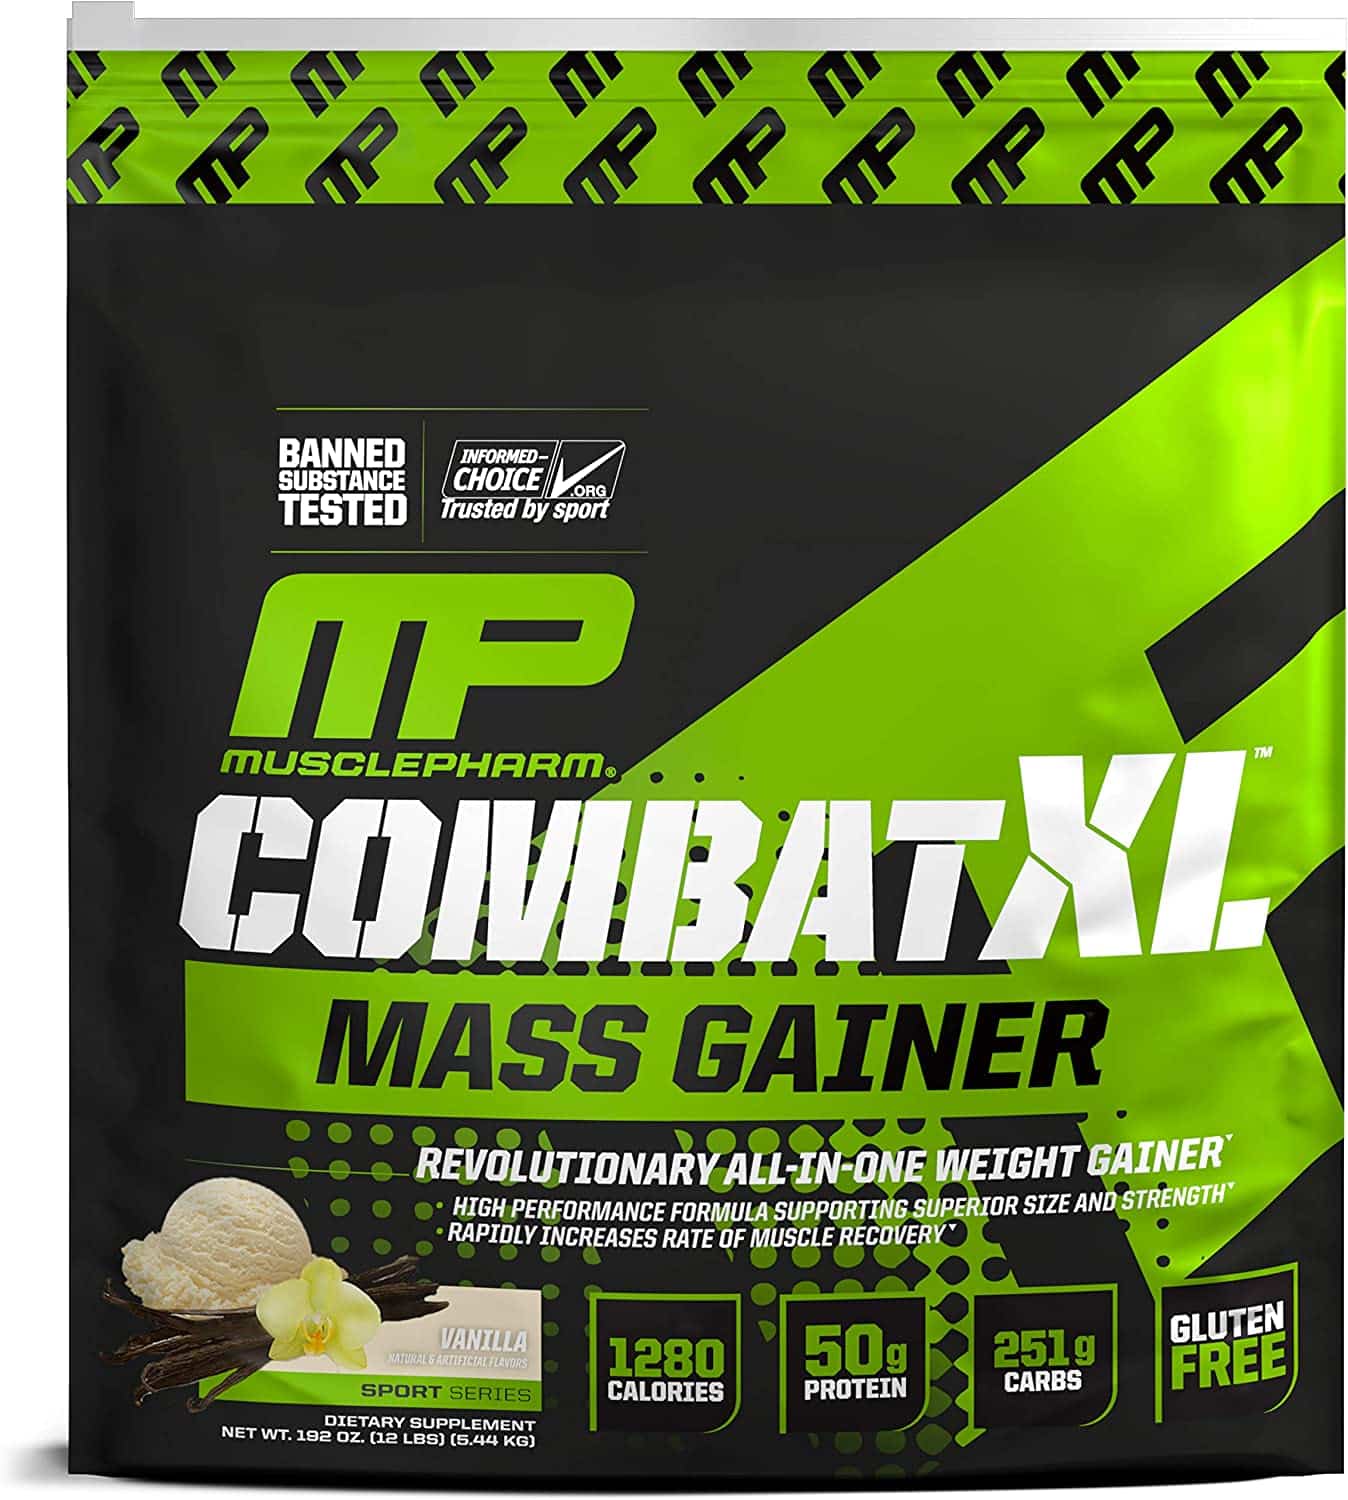 BANNED
SUBSTANCE
TESTED
INFORMED-
CHOICE
.ORG
Trusted by sport
MP
MUSCLEPHARM®
COMBAT XL™
MASS GAINER
REVOLUTIONARY ALL-IN-ONE WEIGHT GAINER▾
• HIGH PERFORMANCE FORMULA SUPPORTING SUPERIOR SIZE AND STRENGTH▾
• RAPIDLY INCREASES RATE OF MUSCLE RECOVERY▾
VANILLA
NATURAL & ARTIFICIAL FLAVORS
SPORT SERIES
DIETARY SUPPLEMENT
NET WT. 192 OZ. (12 LBS) (5.44 KG)
1280
CALORIES
50g
PROTEIN
251g
CARBS
GLUTEN
FREE